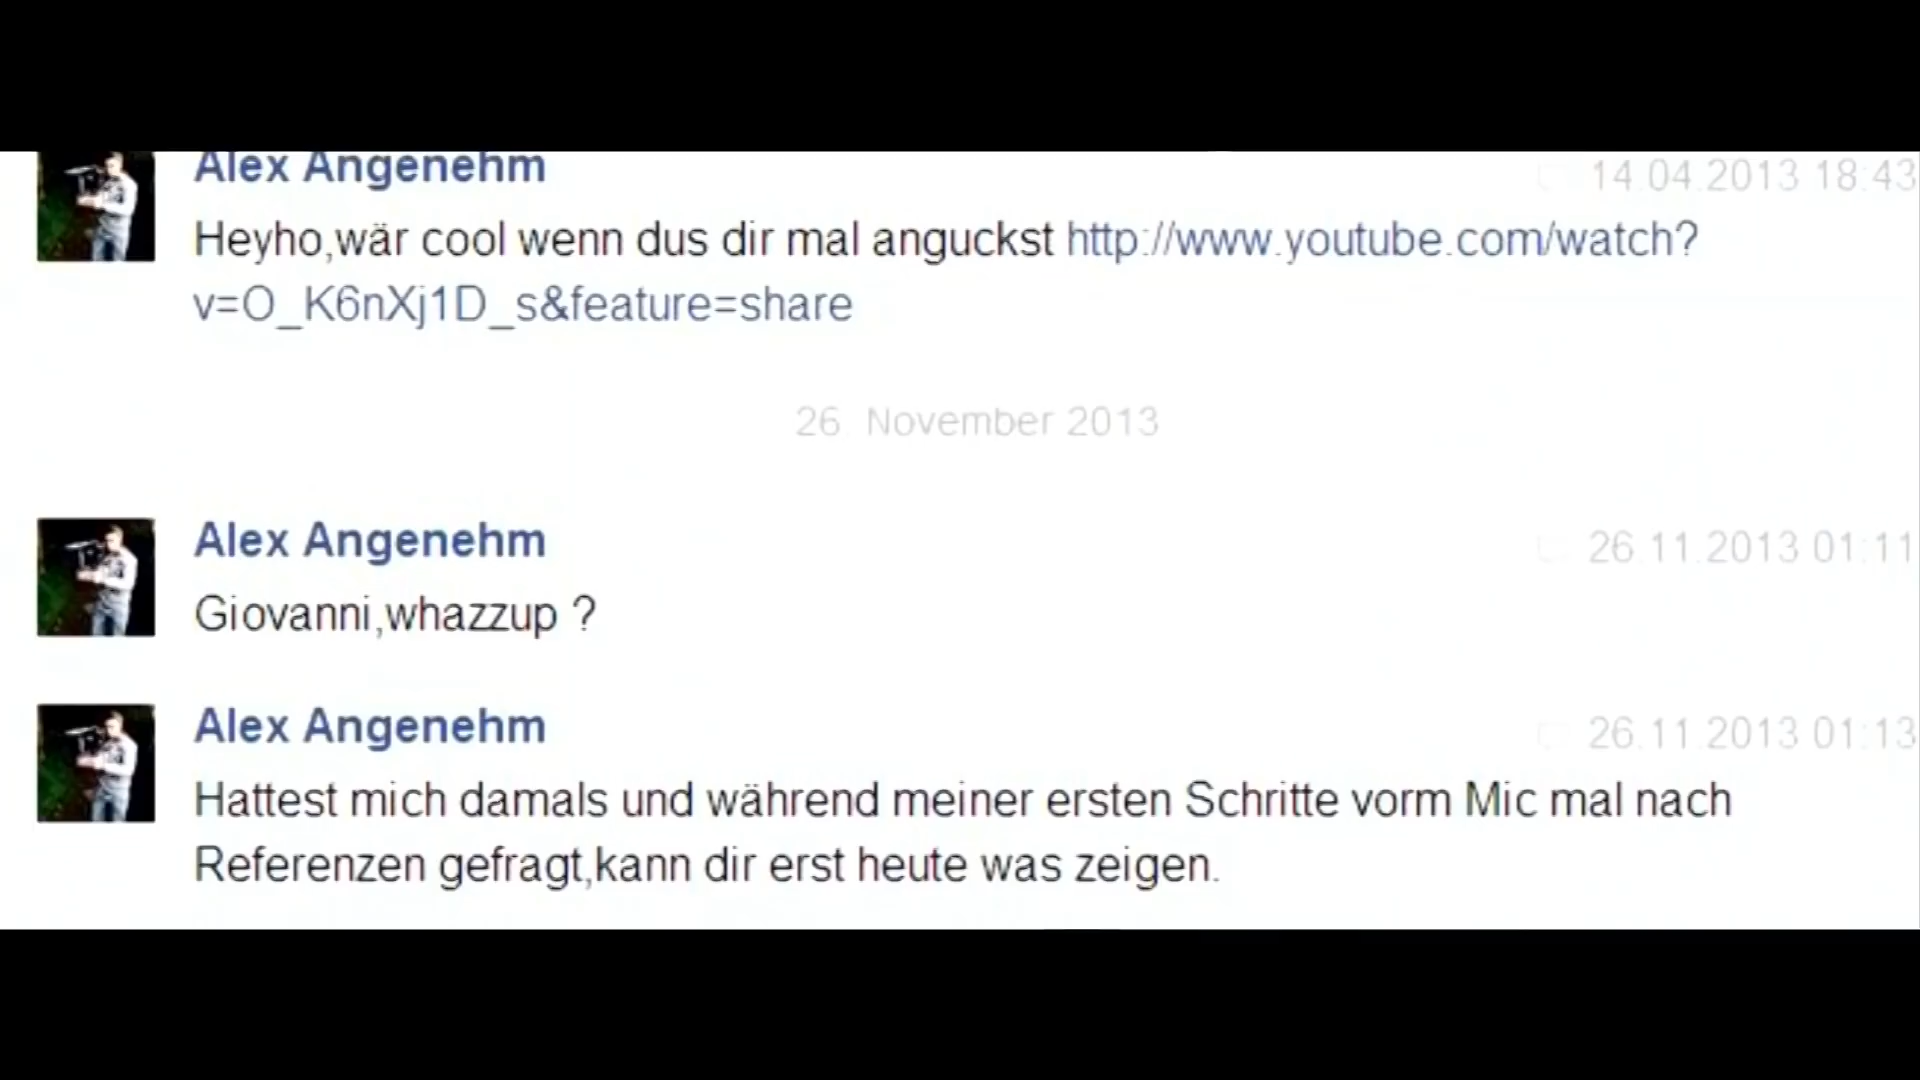 Alex Angenehm
14.04.2013 18:43
Heyho,wär cool wenn dus dir mal anguckst http://www.youtube.com/watch?
v=O_K6nXj1D_s&feature=share
26. November 2013
Alex Angenehm
26.11.2013 01:11
Giovanni,whazzup ?
Alex Angenehm
26.11.2013 01:13
Hattest mich damals und während meiner ersten Schritte vorm Mic mal nach
Referenzen gefragt,kann dir erst heute was zeigen.